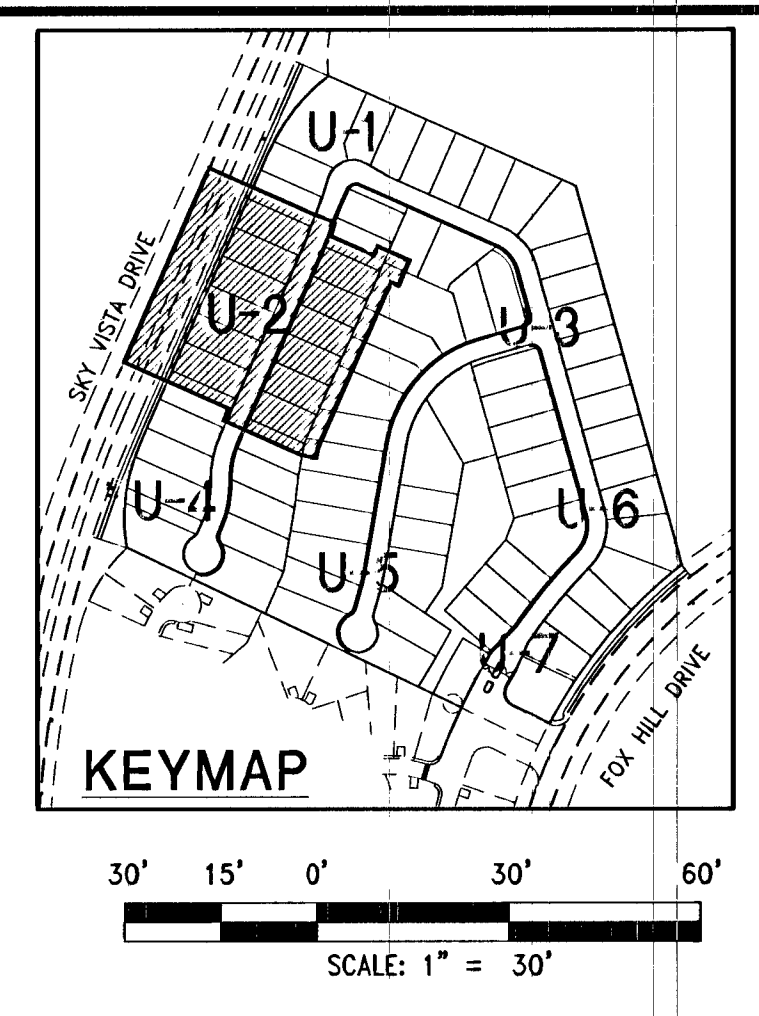 U-1
SKY VISTA DRIVE
U-2
U-3
U-4
U-6
U-5
U-7
FOX HILL DRIVE
KEYMAP
30' 15' 0' 30' 60'
SCALE: 1" = 30'